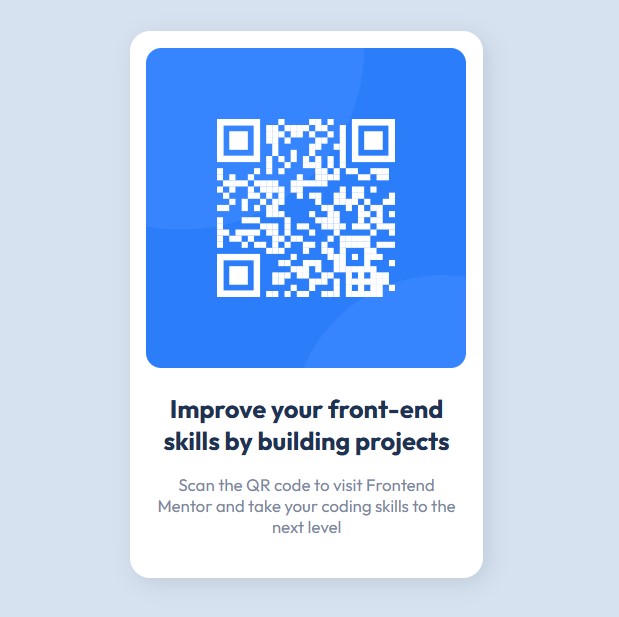 Improve your front-end
skills by building projects
Scan the QR code to visit Frontend
Mentor and take your coding skills to the
next level